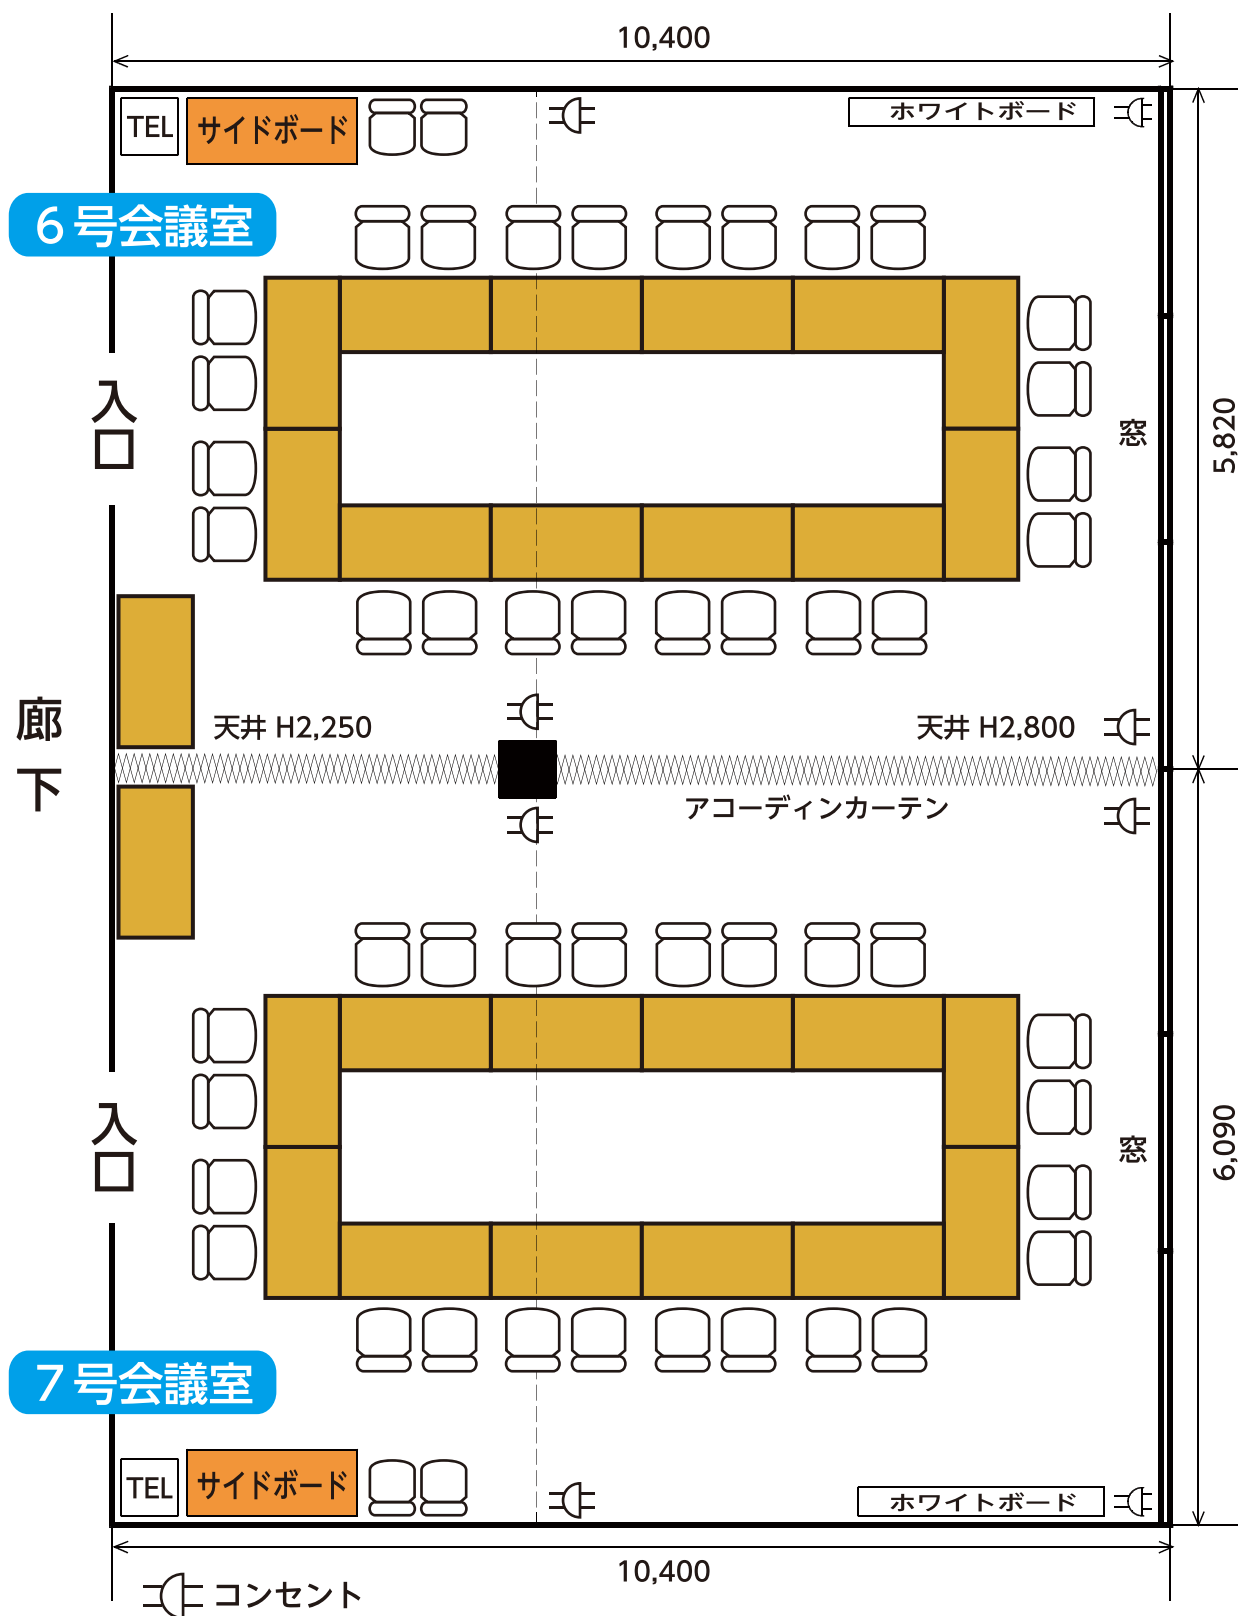 10,400
TEL
サイドボード
ホワイトボード
6号会議室
入口
窓
5,820
廊下
天井 H2,250
天井 H2,800
アコーディンカーテン
入口
窓
6,090
7号会議室
TEL
サイドボード
ホワイトボード
10,400
コンセント